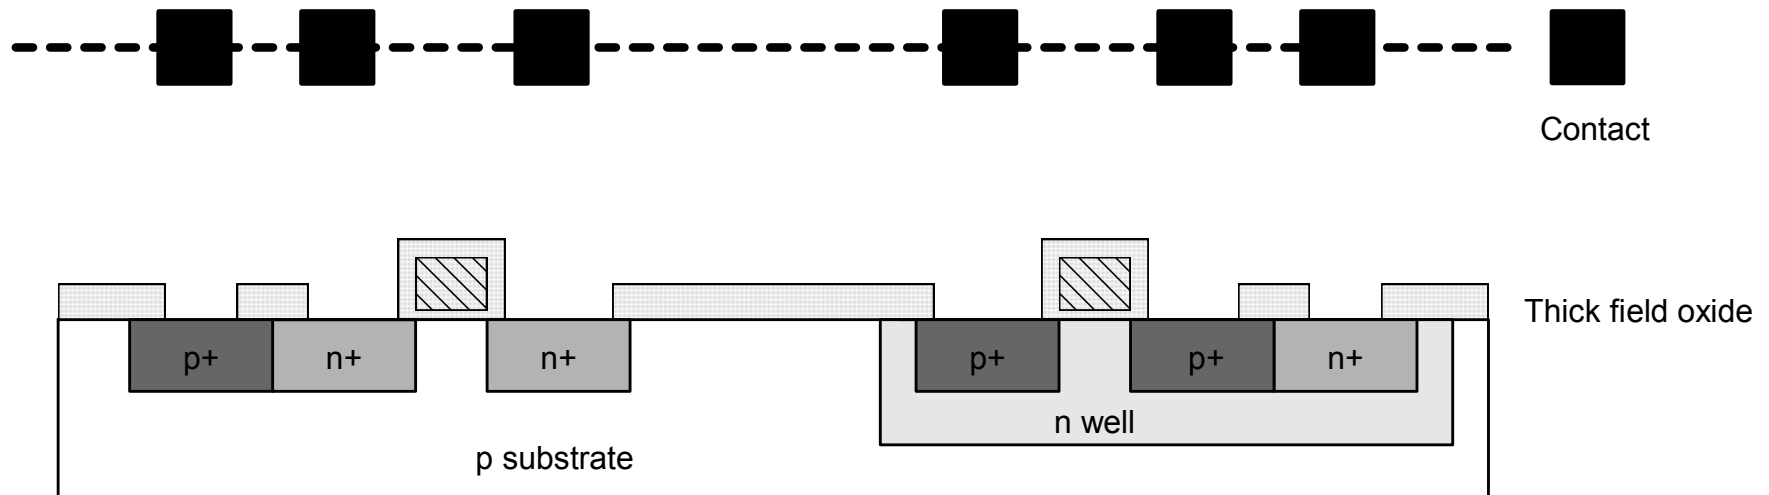 Contact
Thick field oxide
p+
n+
n+
p+
p+
n+
n well
p substrate